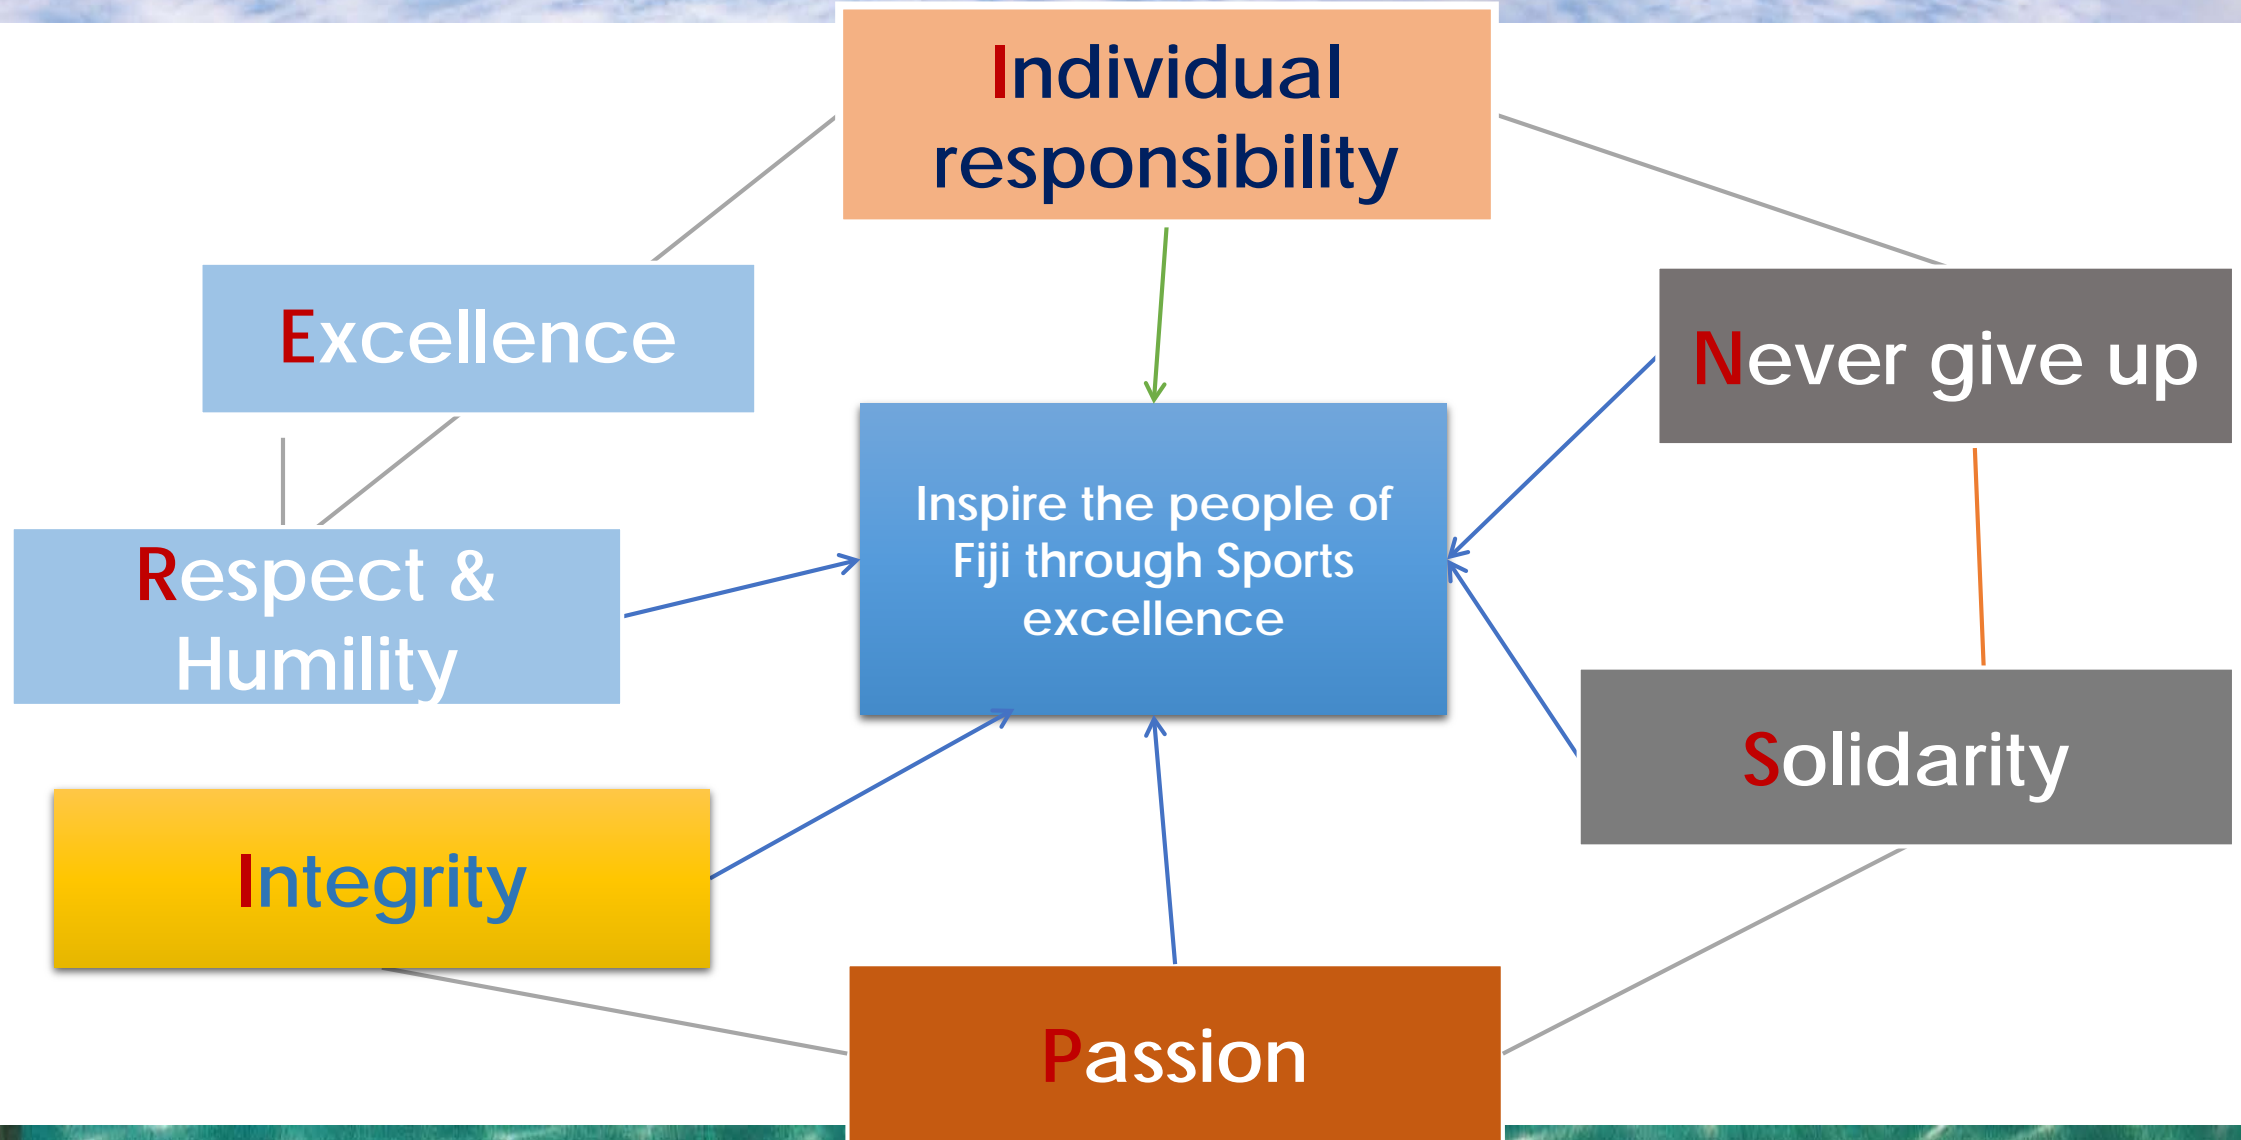 Individual
responsibility
Excellence
Never give up
Inspire the people of
Fiji through Sports
excellence
Respect &
Humility
Solidarity
Integrity
Passion